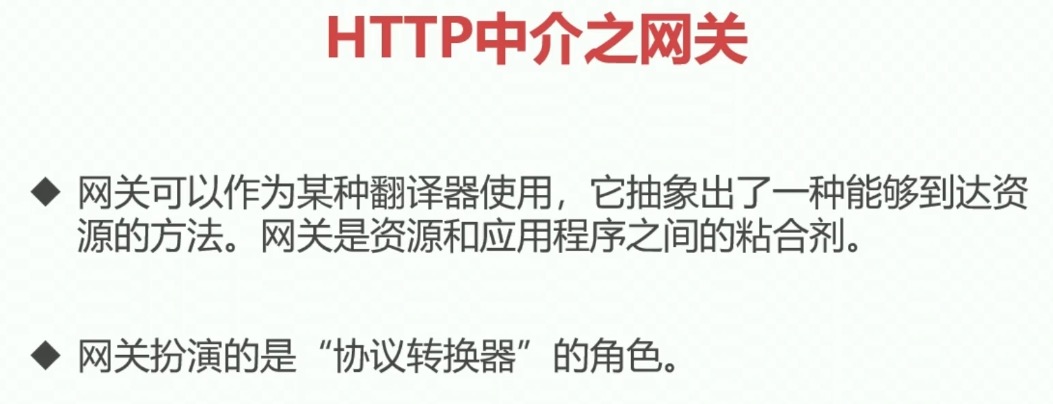 HTTP中介之网关
◆ 网关可以作为某种翻译器使用，它抽象出了一种能够到达资
源的方法。网关是资源和应用程序之间的粘合剂。
◆ 网关扮演的是“协议转换器”的角色。